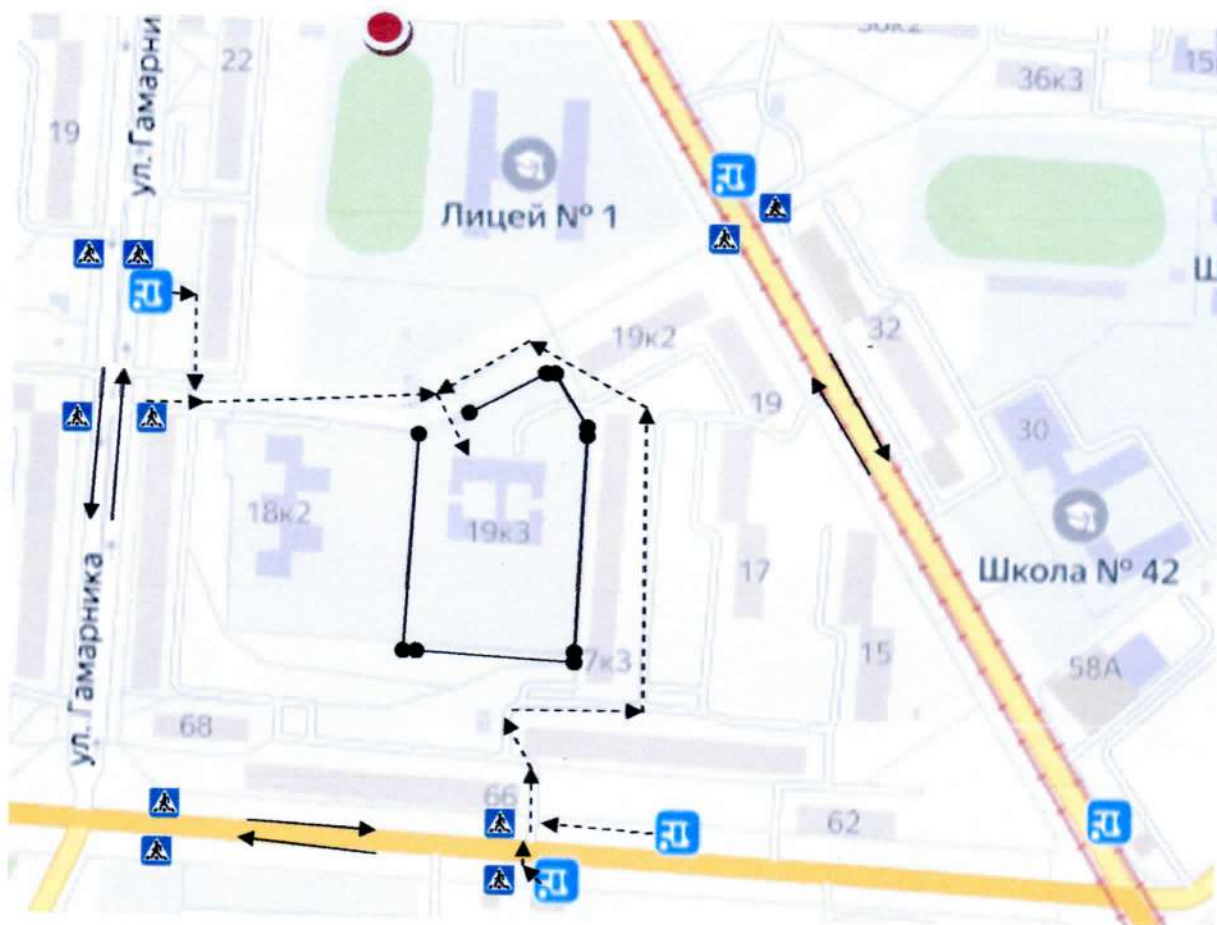 22
19
ул. Гамарни
36к3
15
Лицей № 1
19к2
32
19
30
18к2
19к3
17
Школа № 42
ул. Гамарника
7к3
15
58А
68
66
62